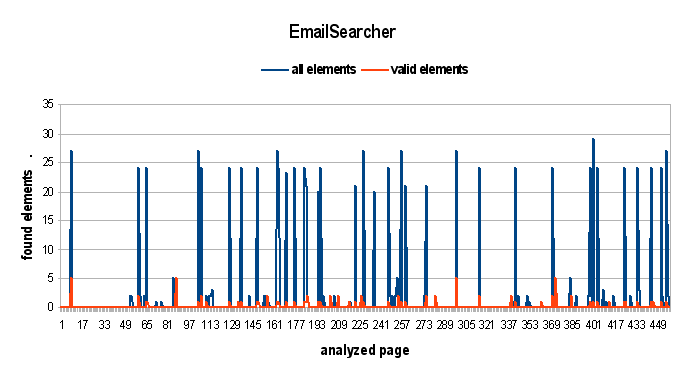 EmailSearcher
all elements valid elements
35
30
25
20
15
10
5
0
found elements .
1 17 33 49 65 81 97 113 129 145 161 177 193 209 225 241 257 273 289 305 321 337 353 369 385 401 417 433 449
analyzed page